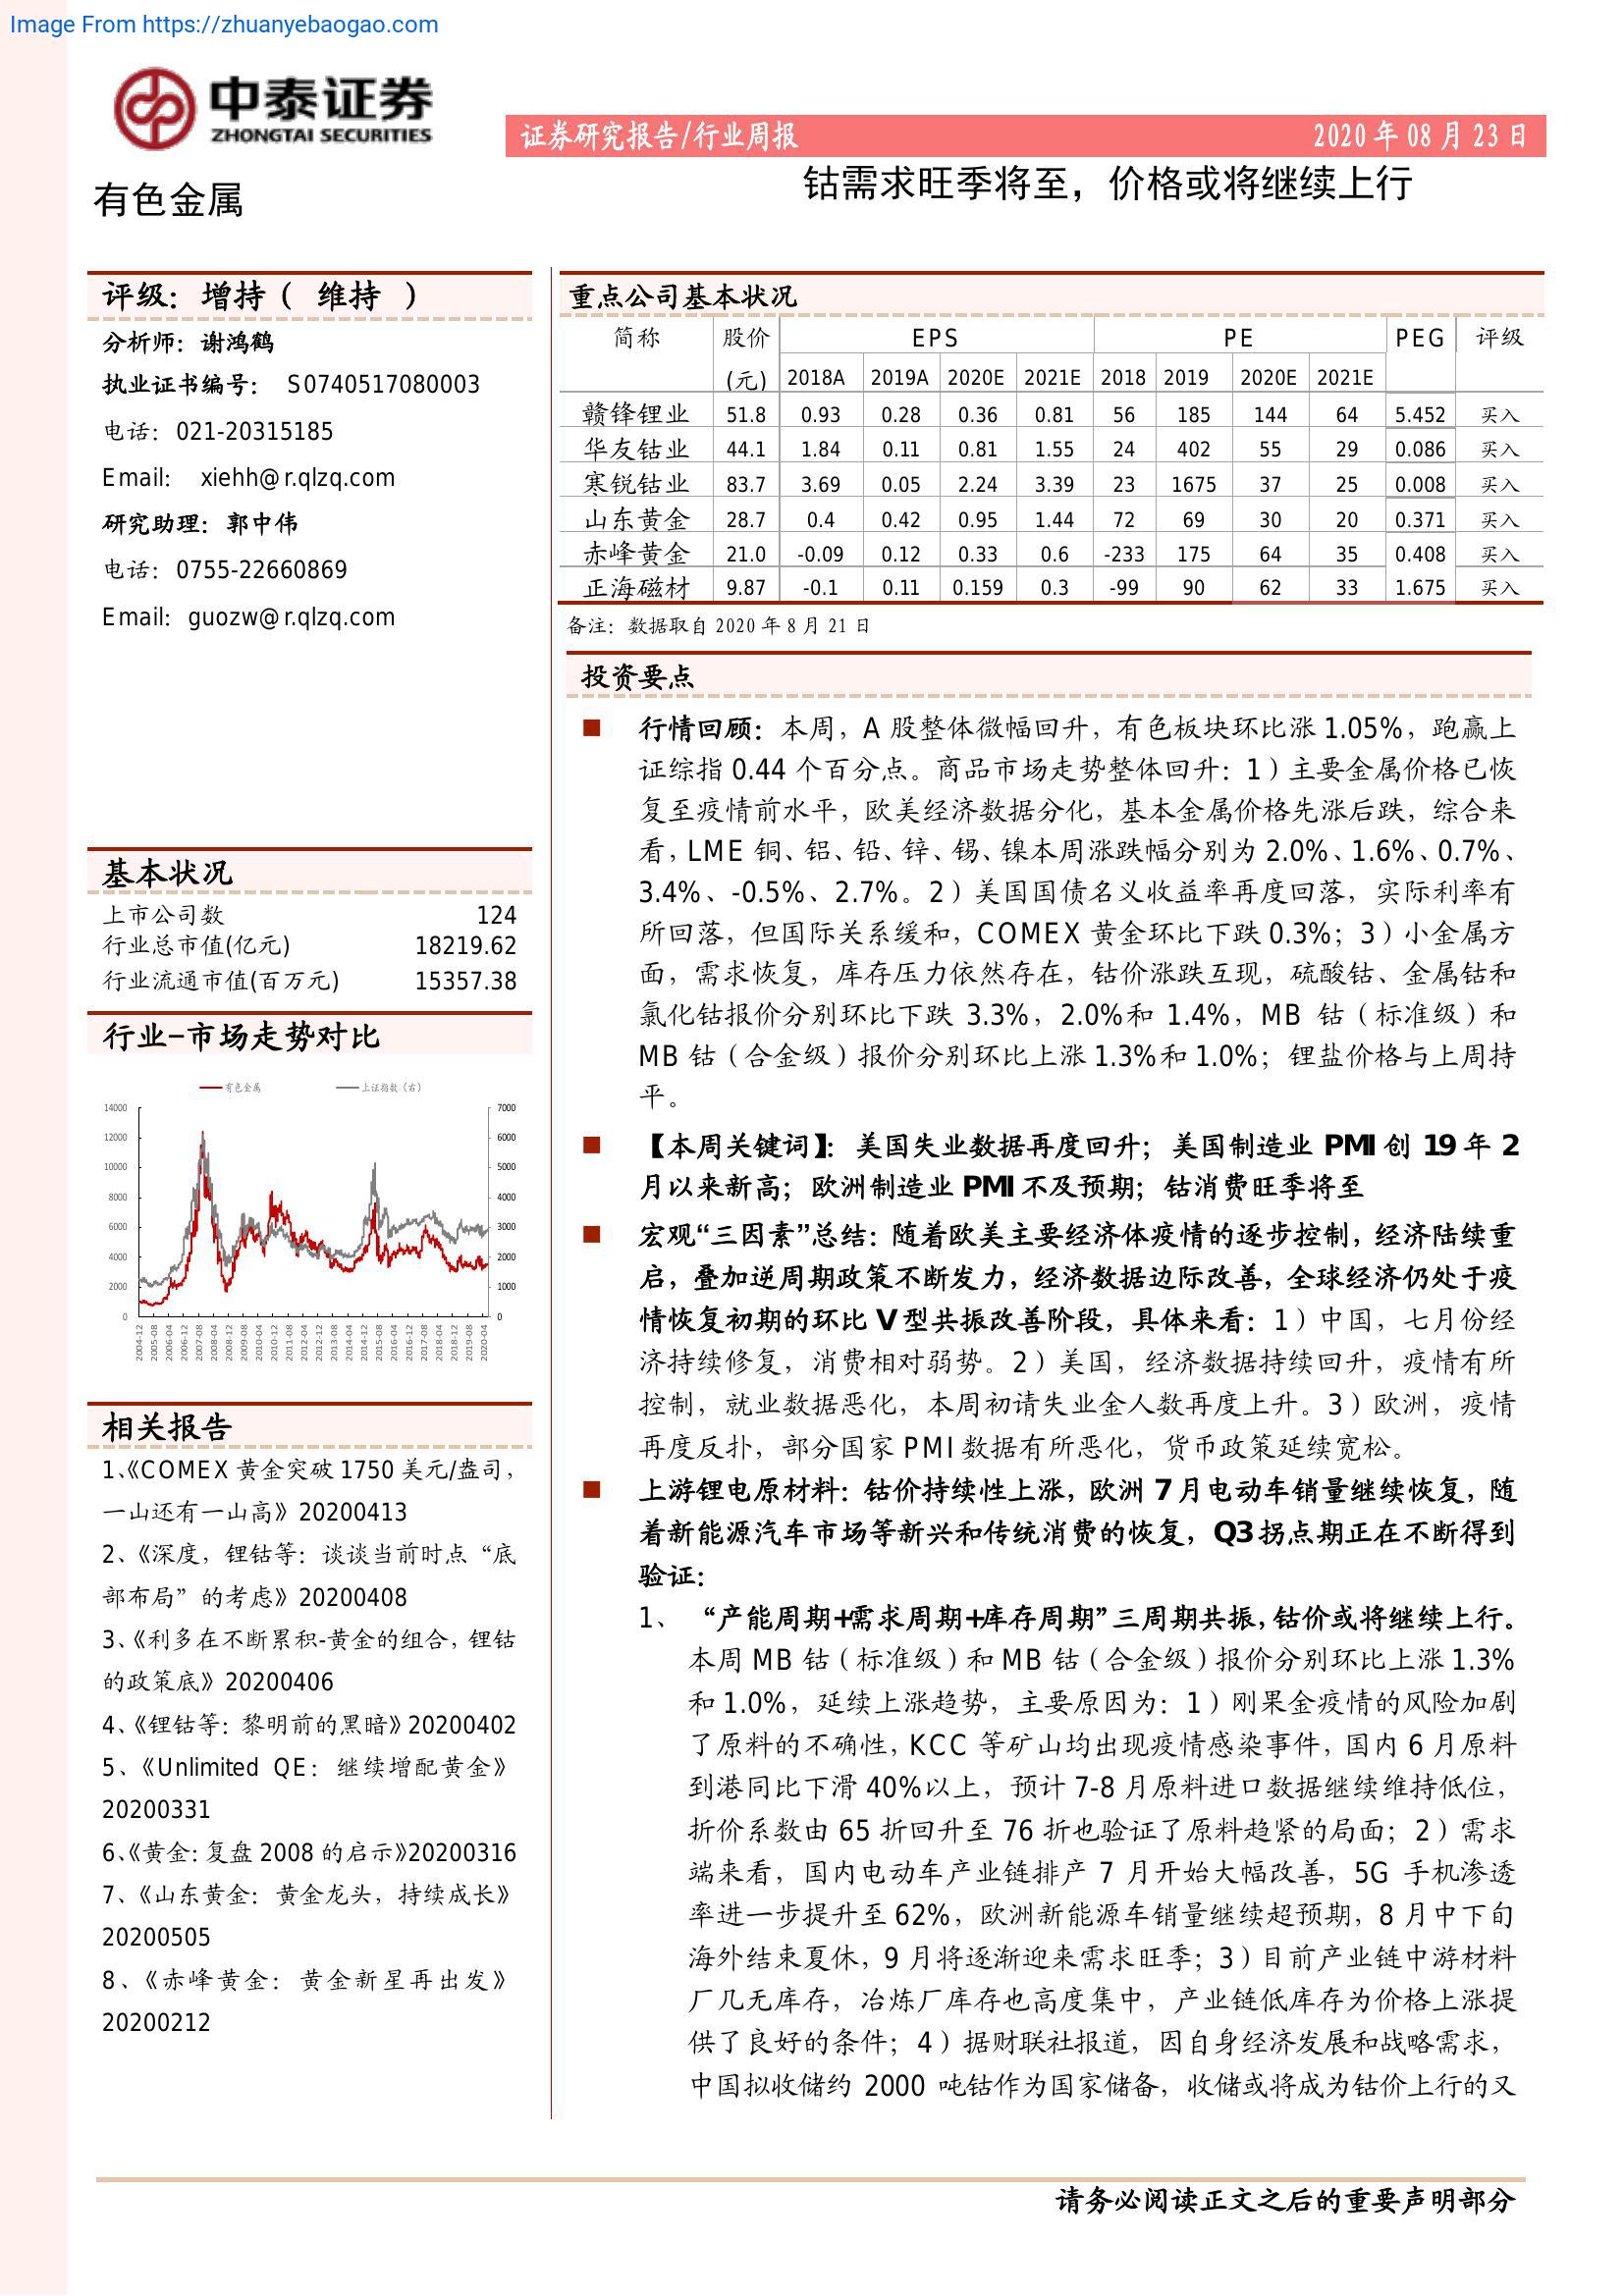 Image From https://zhuanyebaogao.com
中泰证券
ZHONGTAI SECURITIES
证券研究报告/行业周报 2020 年 08 月 23 日
有色金属
钴需求旺季将至，价格或将继续上行
评级：增持（ 维持 ）
分析师：谢鸿鹤
执业证书编号： S0740517080003
电话：021-20315185
Email： xiehh@r.qlzq.com
研究助理：郭中伟
电话：0755-22660869
Email：guozw@r.qlzq.com
基本状况
上市公司数 124
行业总市值(亿元) 18219.62
行业流通市值(百万元) 15357.38
行业-市场走势对比
有色金属 上证指数（右）
14000 7000
12000 6000
10000 5000
8000 4000
6000 3000
4000 2000
2000 1000
0 0
2004-12 2005-08 2006-04 2006-12 2007-08 2008-04 2008-12 2009-08 2010-04 2010-12 2011-08 2012-04 2012-12 2013-08 2014-04 2014-12 2015-08 2016-04 2016-12 2017-08 2018-04 2018-12 2019-08 2020-04
相关报告
1、《COMEX 黄金突破 1750 美元/盎司，
一山还有一山高》20200413
2、《深度，锂钴等：谈谈当前时点“底
部布局”的考虑》20200408
3、《利多在不断累积-黄金的组合，锂钴
的政策底》20200406
4、《锂钴等：黎明前的黑暗》20200402
5、《Unlimited QE：继续增配黄金》
20200331
6、《黄金：复盘 2008 的启示》20200316
7、《山东黄金：黄金龙头，持续成长》
20200505
8、《赤峰黄金：黄金新星再出发》
20200212
重点公司基本状况
简称 股价 EPS PE PEG 评级
(元) 2018A 2019A 2020E 2021E 2018 2019 2020E 2021E
赣锋锂业 51.8 0.93 0.28 0.36 0.81 56 185 144 64 5.452 买入
华友钴业 44.1 1.84 0.11 0.81 1.55 24 402 55 29 0.086 买入
寒锐钴业 83.7 3.69 0.05 2.24 3.39 23 1675 37 25 0.008 买入
山东黄金 28.7 0.4 0.42 0.95 1.44 72 69 30 20 0.371 买入
赤峰黄金 21.0 -0.09 0.12 0.33 0.6 -233 175 64 35 0.408 买入
正海磁材 9.87 -0.1 0.11 0.159 0.3 -99 90 62 33 1.675 买入
备注：数据取自 2020 年 8 月 21 日
投资要点
行情回顾：本周，A 股整体微幅回升，有色板块环比涨 1.05%，跑赢上
证综指 0.44 个百分点。商品市场走势整体回升：1）主要金属价格已恢
复至疫情前水平，欧美经济数据分化，基本金属价格先涨后跌，综合来
看，LME 铜、铝、铅、锌、锡、镍本周涨跌幅分别为 2.0%、1.6%、0.7%、
3.4%、-0.5%、2.7%。2）美国国债名义收益率再度回落，实际利率有
所回落，但国际关系缓和，COMEX 黄金环比下跌 0.3%；3）小金属方
面，需求恢复，库存压力依然存在，钴价涨跌互现，硫酸钴、金属钴和
氯化钴报价分别环比下跌 3.3%，2.0%和 1.4%，MB 钴（标准级）和
MB 钴（合金级）报价分别环比上涨 1.3%和 1.0%；锂盐价格与上周持
平。
【本周关键词】：美国失业数据再度回升；美国制造业 PMI 创 19 年 2
月以来新高；欧洲制造业 PMI 不及预期；钴消费旺季将至
宏观“三因素”总结：随着欧美主要经济体疫情的逐步控制，经济陆续重
启，叠加逆周期政策不断发力，经济数据边际改善，全球经济仍处于疫
情恢复初期的环比 V 型共振改善阶段，具体来看：1）中国，七月份经
济持续修复，消费相对弱势。2）美国，经济数据持续回升，疫情有所
控制，就业数据恶化，本周初请失业金人数再度上升。3）欧洲，疫情
再度反扑，部分国家 PMI 数据有所恶化，货币政策延续宽松。
上游锂电原材料：钴价持续性上涨，欧洲 7 月电动车销量继续恢复，随
着新能源汽车市场等新兴和传统消费的恢复，Q3 拐点期正在不断得到
验证：
1、 “产能周期+需求周期+库存周期”三周期共振，钴价或将继续上行。
本周 MB 钴（标准级）和 MB 钴（合金级）报价分别环比上涨 1.3%
和 1.0%，延续上涨趋势，主要原因为：1）刚果金疫情的风险加剧
了原料的不确性，KCC 等矿山均出现疫情感染事件，国内 6 月原料
到港同比下滑 40%以上，预计 7-8 月原料进口数据继续维持低位，
折价系数由 65 折回升至 76 折也验证了原料趋紧的局面；2）需求
端来看，国内电动车产业链排产 7 月开始大幅改善，5G 手机渗透
率进一步提升至 62%，欧洲新能源车销量继续超预期，8 月中下旬
海外结束夏休，9 月将逐渐迎来需求旺季；3）目前产业链中游材料
厂几无库存，冶炼厂库存也高度集中，产业链低库存为价格上涨提
供了良好的条件；4）据财联社报道，因自身经济发展和战略需求，
中国拟收储约 2000 吨钴作为国家储备，收储或将成为钴价上行的又
请务必阅读正文之后的重要声明部分